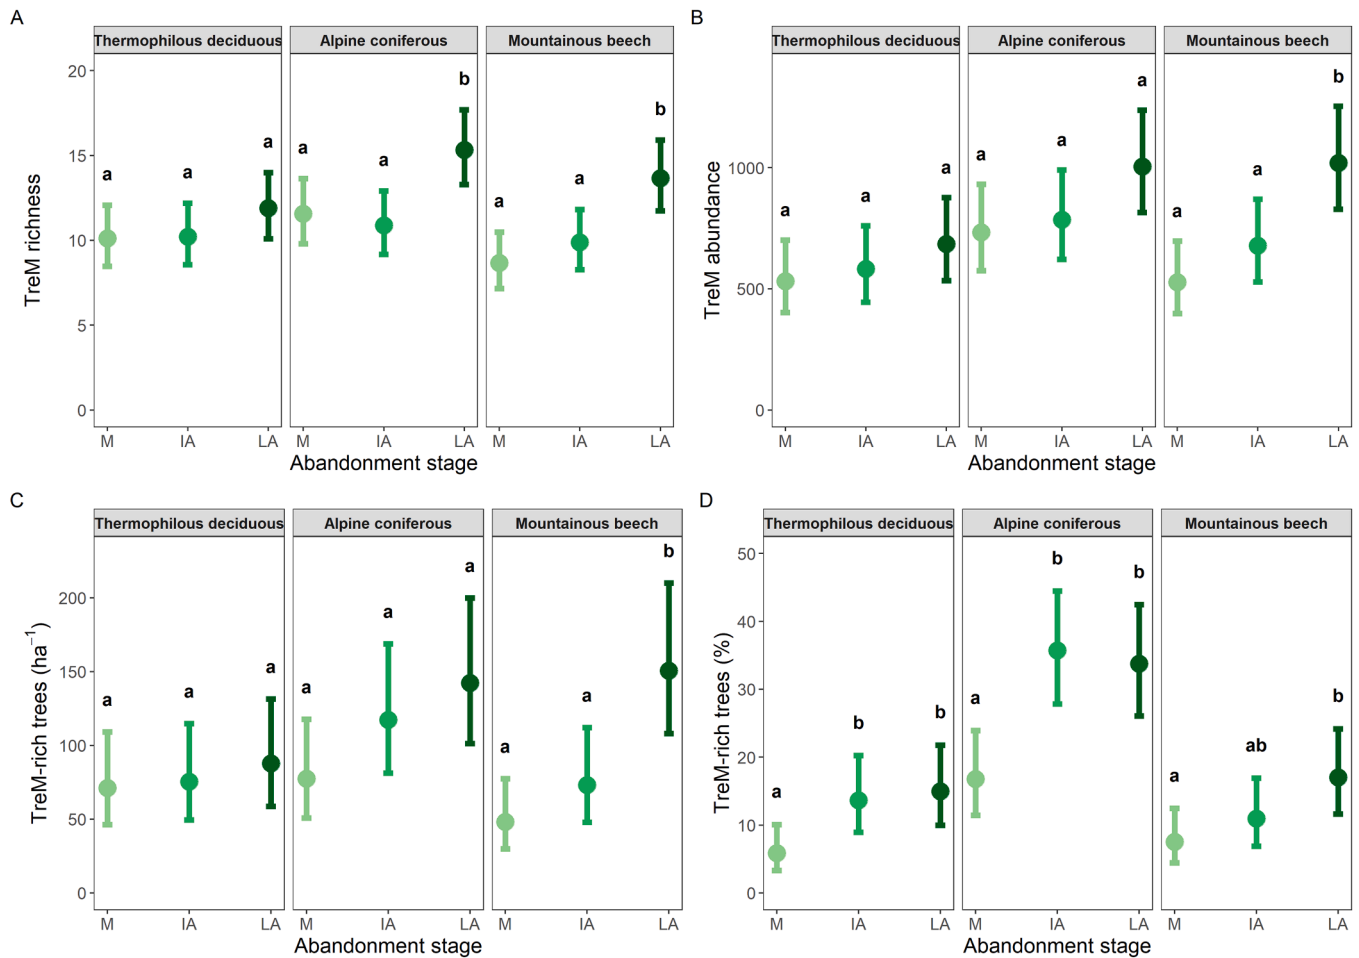 A
Thermophilous deciduous
Alpine coniferous
Mountainous beech
TreM richness
20
15
10
5
0
a
a
a
a
a
b
a
a
b
M
IA
LA
M
IA
LA
M
IA
LA
Abandonment stage
B
Thermophilous deciduous
Alpine coniferous
Mountainous beech
TreM abundance
1000
500
0
a
a
a
a
a
a
a
a
b
M
IA
LA
M
IA
LA
M
IA
LA
Abandonment stage
C
Thermophilous deciduous
Alpine coniferous
Mountainous beech
TreM-rich trees (ha⁻¹)
200
150
100
50
0
a
a
a
a
a
a
a
a
b
M
IA
LA
M
IA
LA
M
IA
LA
Abandonment stage
D
Thermophilous deciduous
Alpine coniferous
Mountainous beech
TreM-rich trees (%)
50
40
30
20
10
0
a
b
b
a
b
b
a
ab
b
M
IA
LA
M
IA
LA
M
IA
LA
Abandonment stage